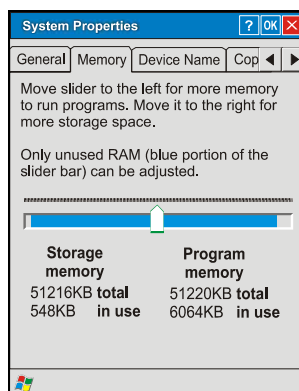 System Properties ? OK ×
General Memory Device Name Cop
Move slider to the left for more memory
to run programs. Move it to the right for
more storage space.
Only unused RAM (blue portion of the
slider bar) can be adjusted.
Storage Program
memory memory
51216KB total 51220KB total
548KB in use 6064KB in use